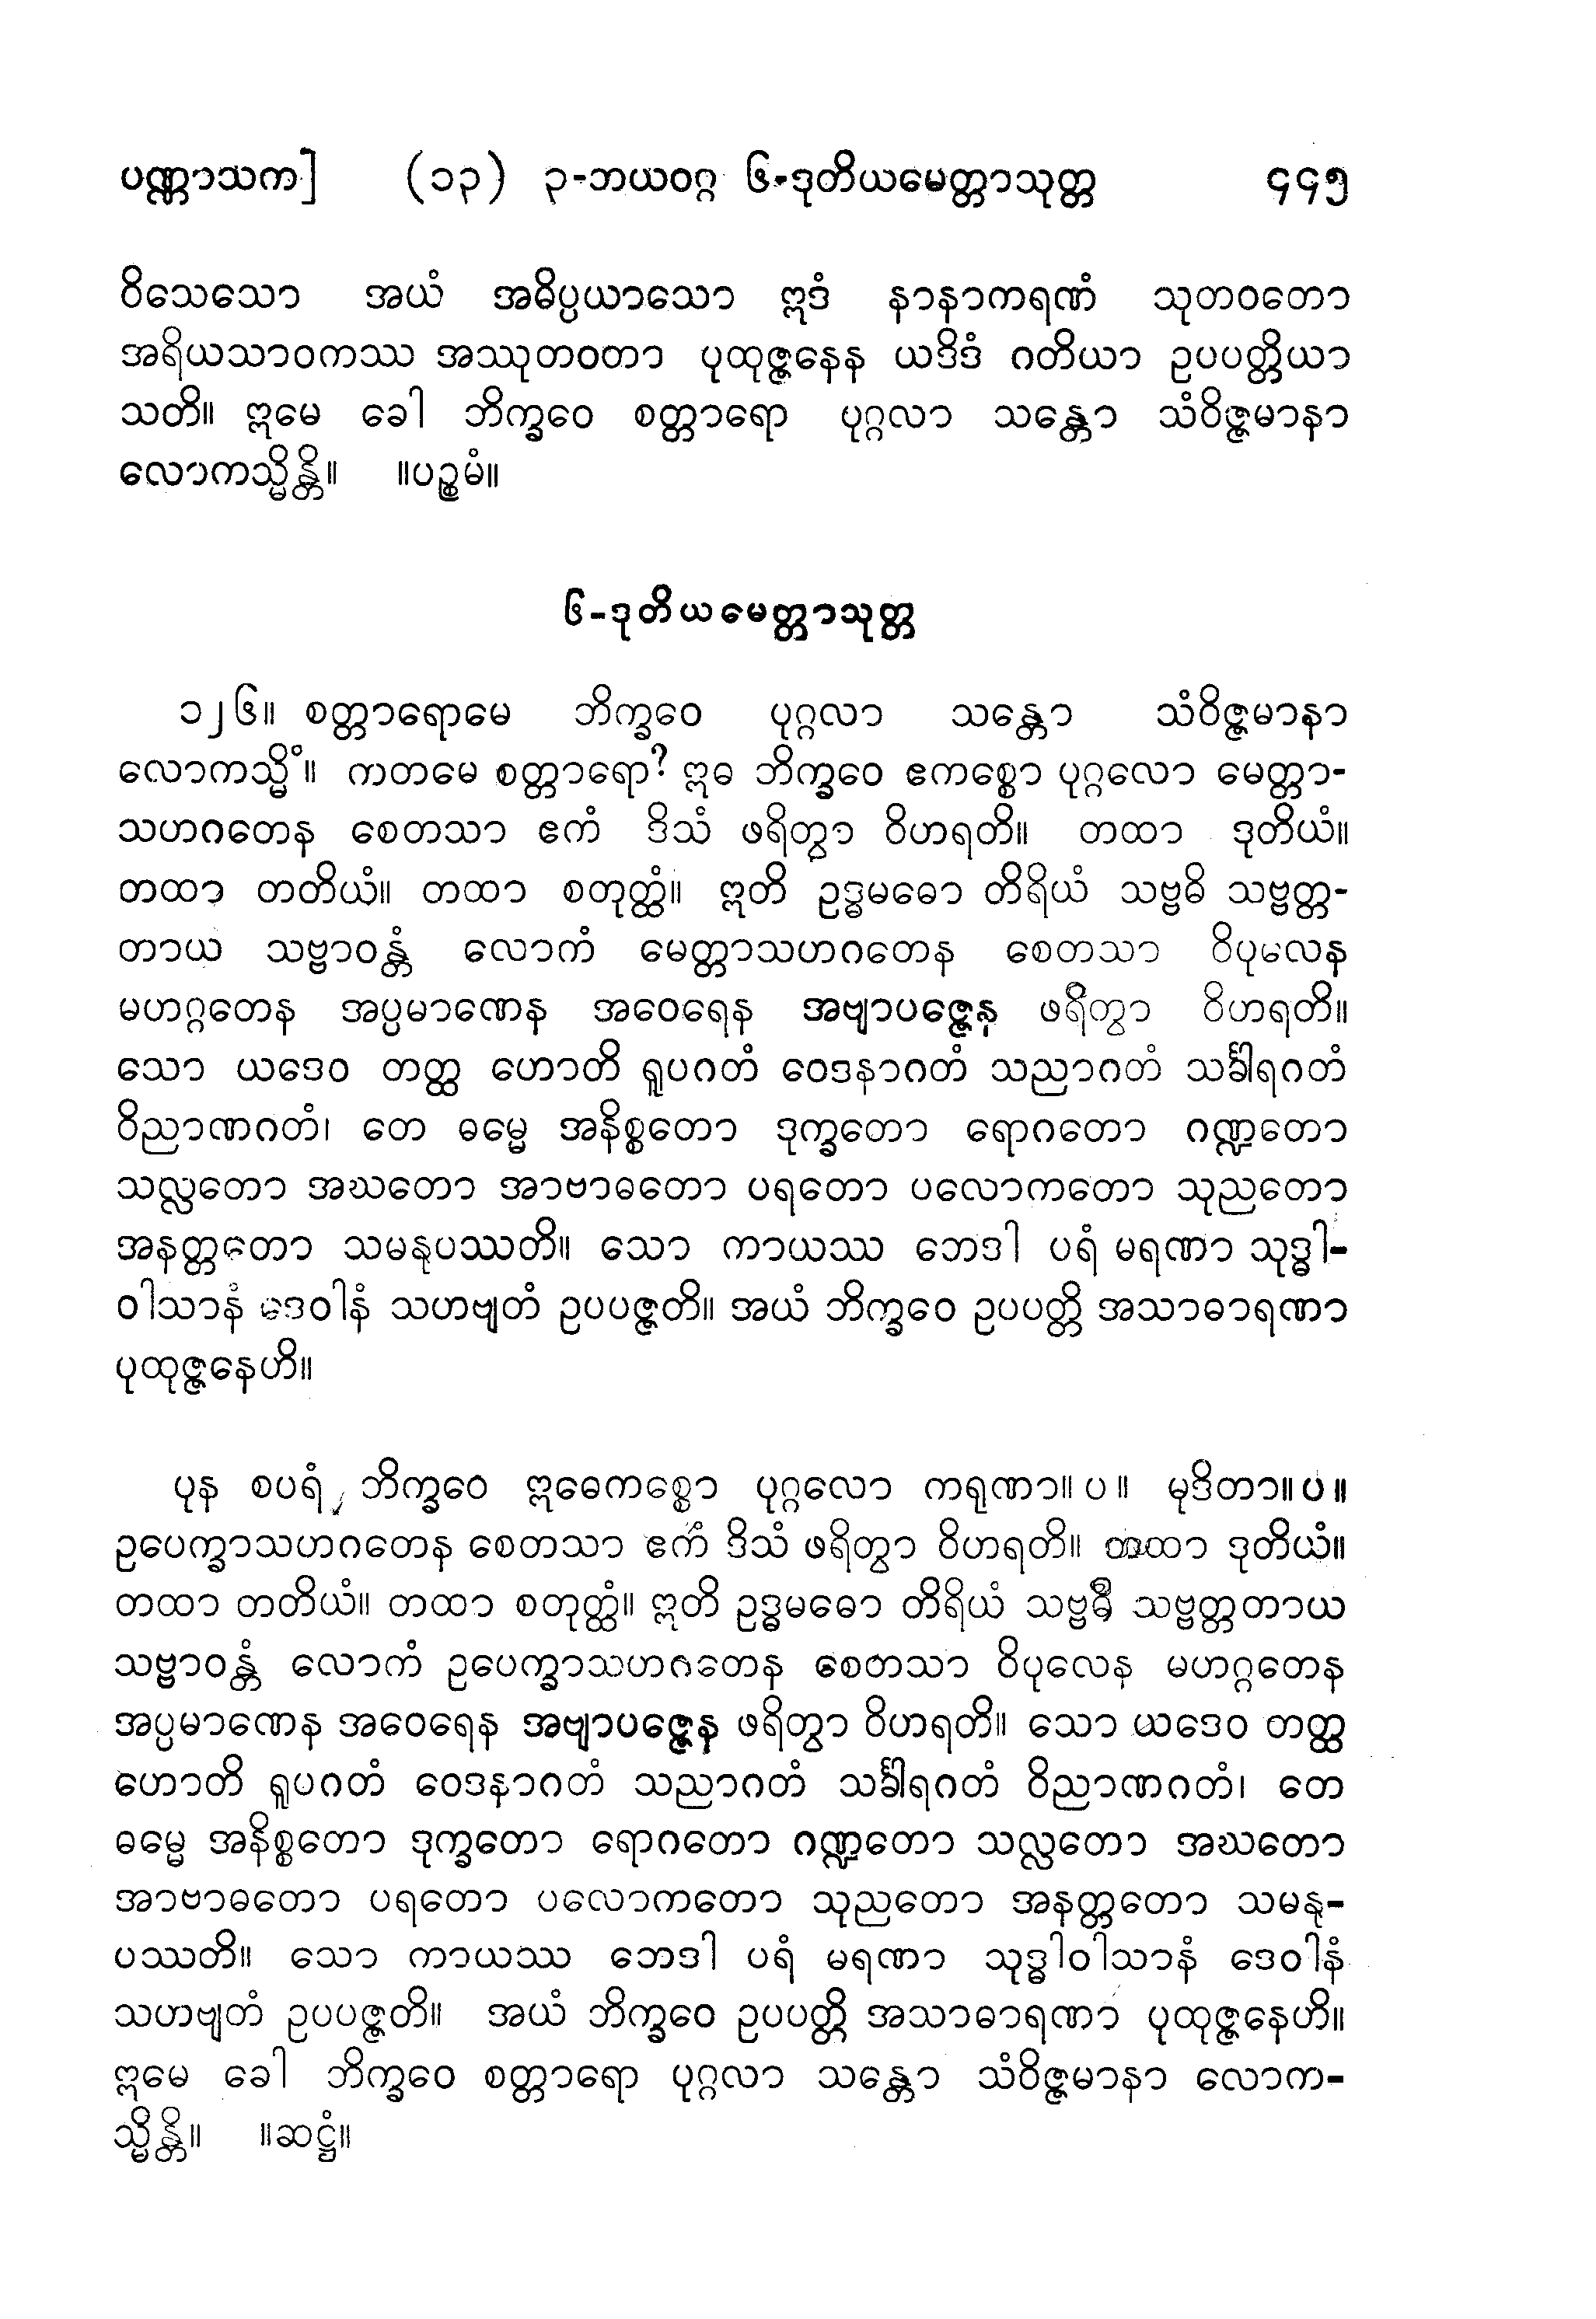 ပဏ္ဏာသက] (၁၃) ၃-ဘယဝဂ္ဂ ၆-ဒုတိယမေတ္တာသုတ္တ ၄၄၅
ဝိသေသော အယံ အဓိပ္ပယာသော ဣဒံ နာနာကရဏံ သုတဝတော
အရိယသာဝကဿ အဿုတဝတာ ပုထုဇ္ဇနေန ယဒိဒံ ဂတိယာ ဥပပတ္တိယာ
သတိ။ ဣမေ ခေါ ဘိက္ခဝေ စတ္တာရော ပုဂ္ဂလာ သန္တော သံဝိဇ္ဇမာနာ
လောကသ္မိန္တိ။ ။ပဉ္စမံ။
၆-ဒုတိယမေတ္တာသုတ္တ
၁၂၆။ စတ္တာရောမေ ဘိက္ခဝေ ပုဂ္ဂလာ သန္တော သံဝိဇ္ဇမာနာ
လောကသ္မိံ။ ကတမေ စတ္တာရော? ဣဓ ဘိက္ခဝေ ဧကစ္စော ပုဂ္ဂလော မေတ္တာ-
သဟဂတေန စေတသာ ဧကံ ဒိသံ ဖရိတွာ ဝိဟရတိ။ တထာ ဒုတိယံ။
တထာ တတိယံ။ တထာ စတုတ္ထံ။ ဣတိ ဥဒ္ဓမဓော တိရိယံ သဗ္ဗဓိ သဗ္ဗတ္တ-
တာယ သဗ္ဗာဝန္တံ လောကံ မေတ္တာသဟဂတေန စေတသာ ဝိပုလေန
မဟဂ္ဂတေန အပ္ပမာဏေန အဝေရေန အဗျာပဇ္ဇေန ဖရိတွာ ဝိဟရတိ။
သော ယဒေဝ တတ္ထ ဟောတိ ရူပဂတံ ဝေဒနာဂတံ သညာဂတံ သင်္ခါရဂတံ
ဝိညာဏဂတံ၊ တေ ဓမ္မေ အနိစ္စတော ဒုက္ခတော ရောဂတော ဂဏ္ဍတော
သလ္လတော အဃတော အာဗာဓတော ပရတော ပလောကတော သုညတော
အနတ္တတော သမနုပဿတိ။ သော ကာယဿ ဘေဒါ ပရံ မရဏာ သုဒ္ဓါ-
ဝါသာနံ ဒေဝါနံ သဟဗျတံ ဥပပဇ္ဇတိ။ အယံ ဘိက္ခဝေ ဥပပတ္တိ အသာဓာရဏာ
ပုထုဇ္ဇနေဟိ။
ပုန စပရံ ဘိက္ခဝေ ဣဓေကစ္စော ပုဂ္ဂလော ကရုဏာ။ ပ ။ မုဒိတာ။ ပ ။
ဥပေက္ခာသဟဂတေန စေတသာ ဧကံ ဒိသံ ဖရိတွာ ဝိဟရတိ။ တထာ ဒုတိယံ။
တထာ တတိယံ။ တထာ စတုတ္ထံ။ ဣတိ ဥဒ္ဓမဓော တိရိယံ သဗ္ဗဓိ သဗ္ဗတ္တတာယ
သဗ္ဗာဝန္တံ လောကံ ဥပေက္ခာသဟဂတေန စေတသာ ဝိပုလေန မဟဂ္ဂတေန
အပ္ပမာဏေန အဝေရေန အဗျာပဇ္ဇေန ဖရိတွာ ဝိဟရတိ။ သော ယဒေဝ တတ္ထ
ဟောတိ ရူပဂတံ ဝေဒနာဂတံ သညာဂတံ သင်္ခါရဂတံ ဝိညာဏဂတံ၊ တေ
ဓမ္မေ အနိစ္စတော ဒုက္ခတော ရောဂတော ဂဏ္ဍတော သလ္လတော အဃတော
အာဗာဓတော ပရတော ပလောကတော သုညတော အနတ္တတော သမနု-
ပဿတိ။ သော ကာယဿ ဘေဒါ ပရံ မရဏာ သုဒ္ဓါဝါသာနံ ဒေဝါနံ
သဟဗျတံ ဥပပဇ္ဇတိ။ အယံ ဘိက္ခဝေ ဥပပတ္တိ အသာဓာရဏာ ပုထုဇ္ဇနေဟိ။
ဣမေ ခေါ ဘိက္ခဝေ စတ္တာရော ပုဂ္ဂလာ သန္တော သံဝိဇ္ဇမာနာ လောက-
သ္မိန္တိ။ ။ဆဋ္ဌံ။